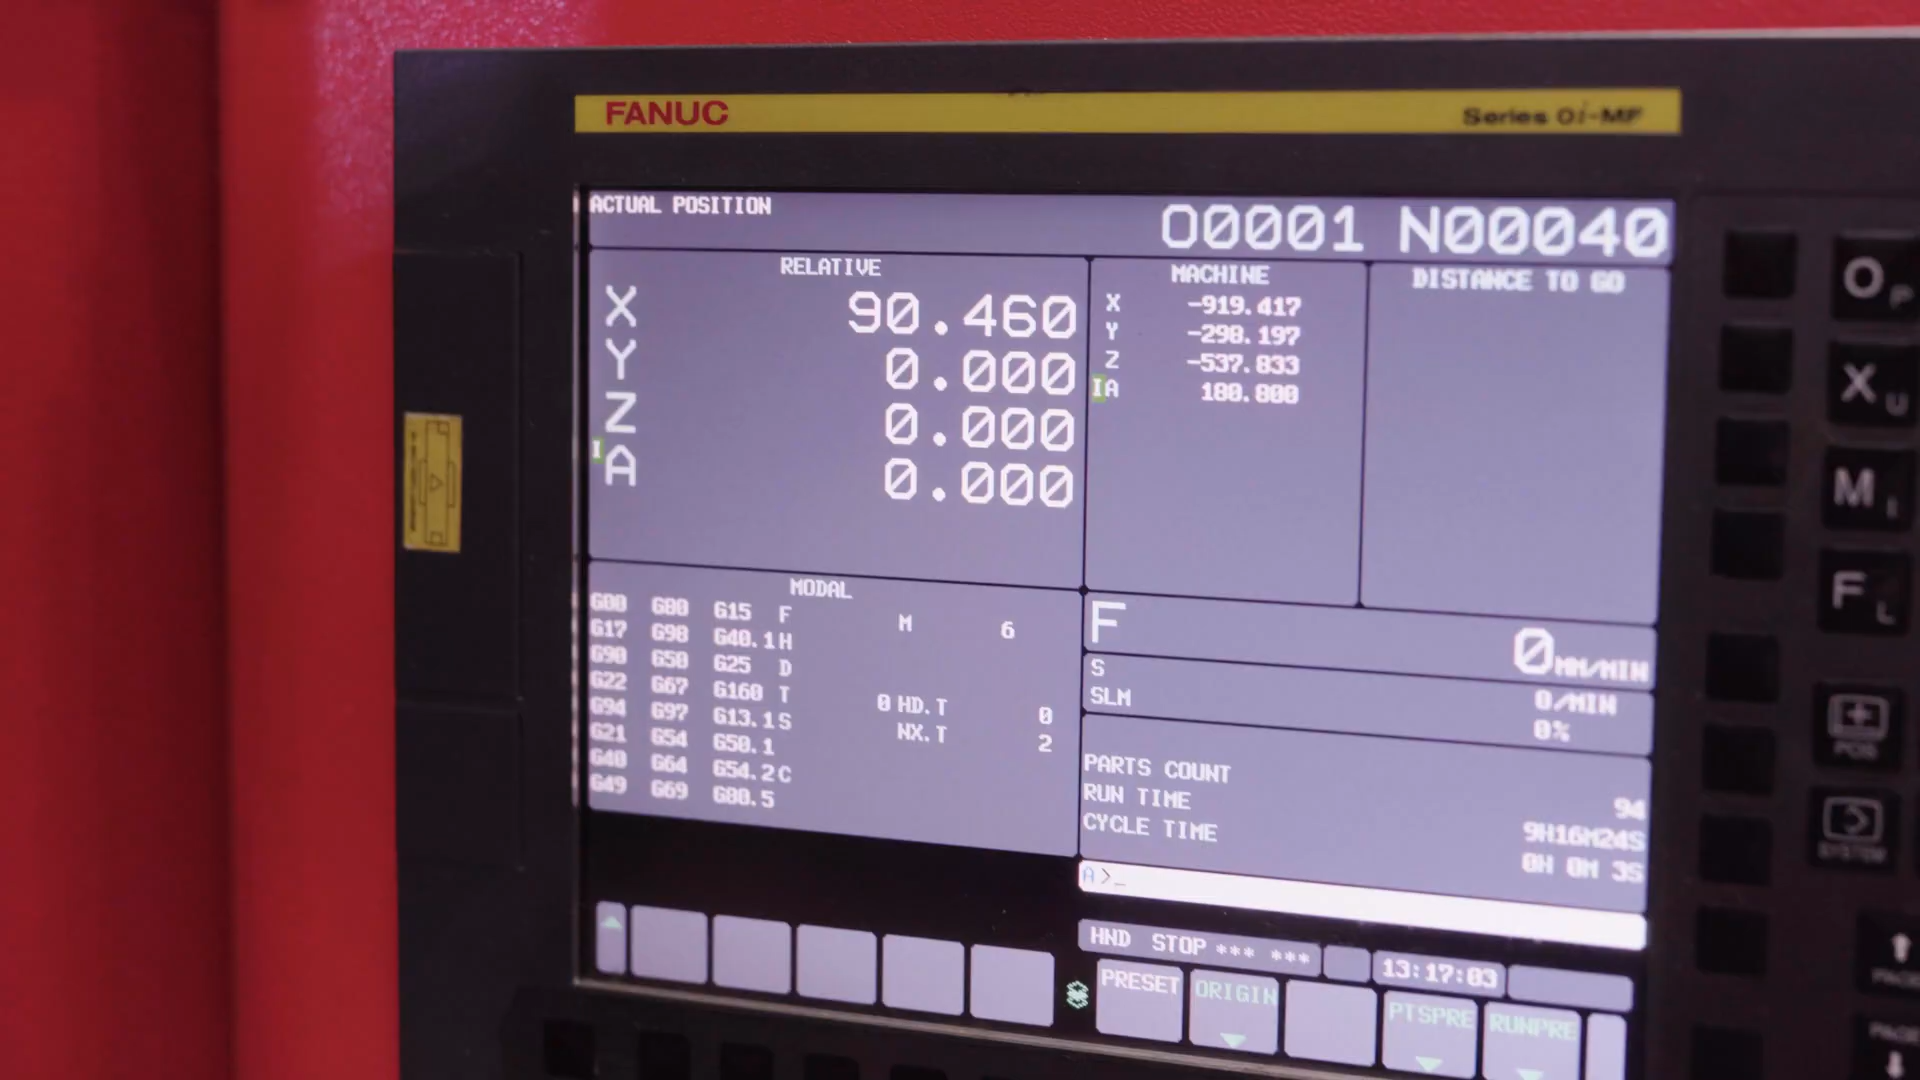 FANUC
Series 0i-MF
ACTUAL POSITION
O0001 N00040
RELATIVE
X 90.460
Y 0.000
Z 0.000
I A 0.000
MACHINE
X -919.417
Y -298.197
Z -537.833
I A 180.800
DISTANCE TO GO
MODAL
G00 G80 G15 F M 6
G17 G98 G40.1 H
G90 G50 G25 D
G22 G67 G160 T 0 HD.T 0
G94 G97 G13.1 S NX.T 2
G21 G54 G50.1
G40 G64 G54.2 C
G49 G69 G80.5
F 0 MM/MIN
S 0/MIN
SLM 0%
PARTS COUNT 94
RUN TIME 9H16M24S
CYCLE TIME 0H 0M 3S
A>_
HND STOP *** *** 13:17:03
PRESET ORIGIN PTSPRE RUNPRE
O P
X U
M I
F L
POS
SYSTEM
PAGE
PAGE